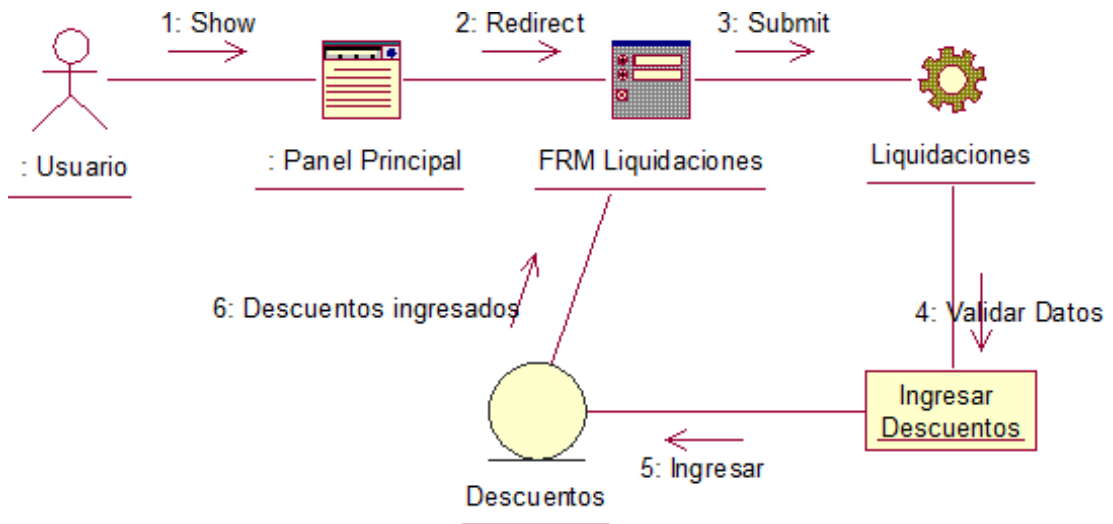 1: Show
2: Redirect
3: Submit
: Usuario
: Panel Principal
FRM Liquidaciones
Liquidaciones
6: Descuentos ingresados
4: Validar Datos
Ingresar
Descuentos
5: Ingresar
Descuentos